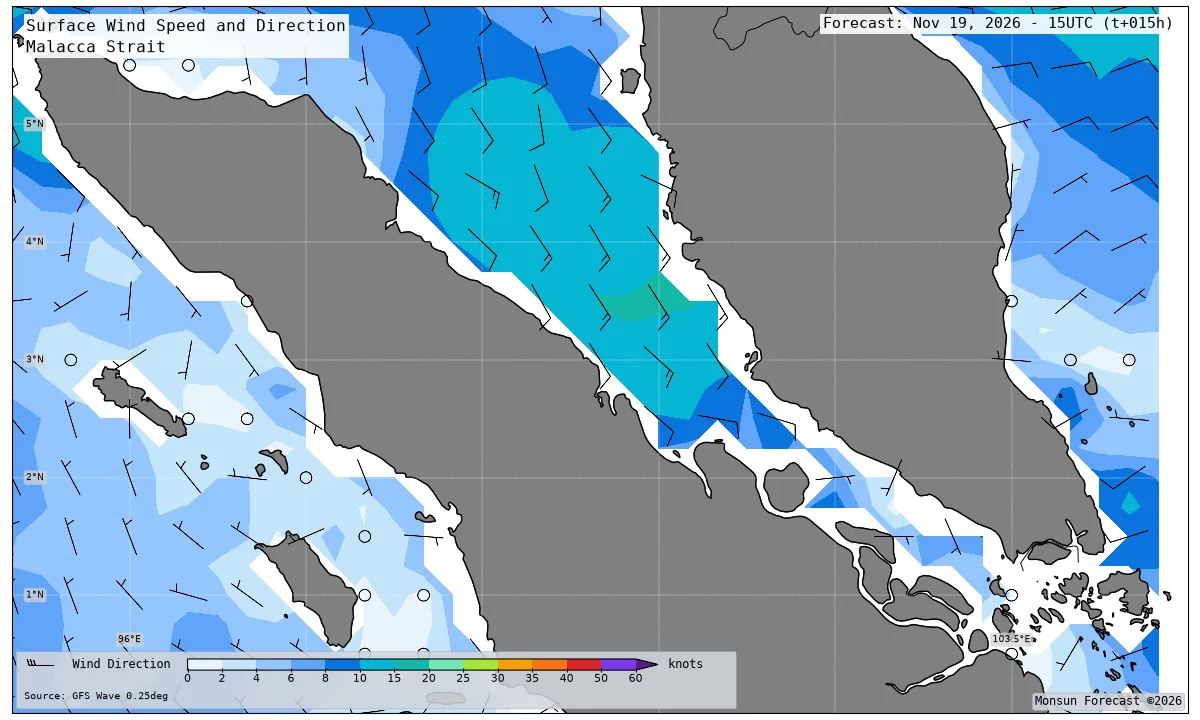 Surface Wind Speed and Direction
Malacca Strait
Forecast: Nov 19, 2026 - 15UTC (t+015h)
5°N
4°N
3°N
2°N
1°N
96°E
103.5°E
Wind Direction
knots
0 2 4 6 8 10 15 20 25 30 35 40 50 60
Source: GFS Wave 0.25deg
Monsun Forecast ©2026